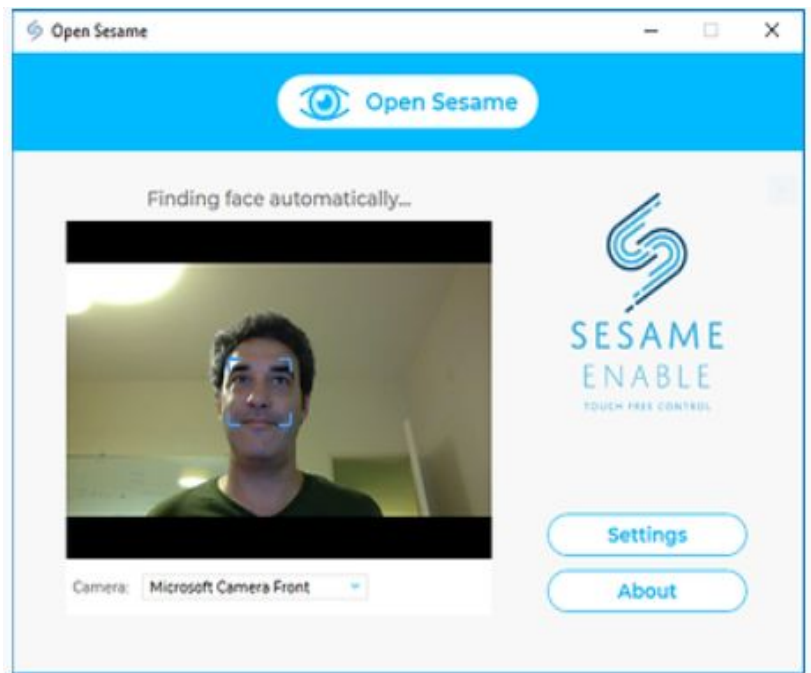 Open Sesame
Open Sesame
Finding face automatically...
SESAME
ENABLE
TOUCH FREE CONTROL
Camera: Microsoft Camera Front
Settings
About